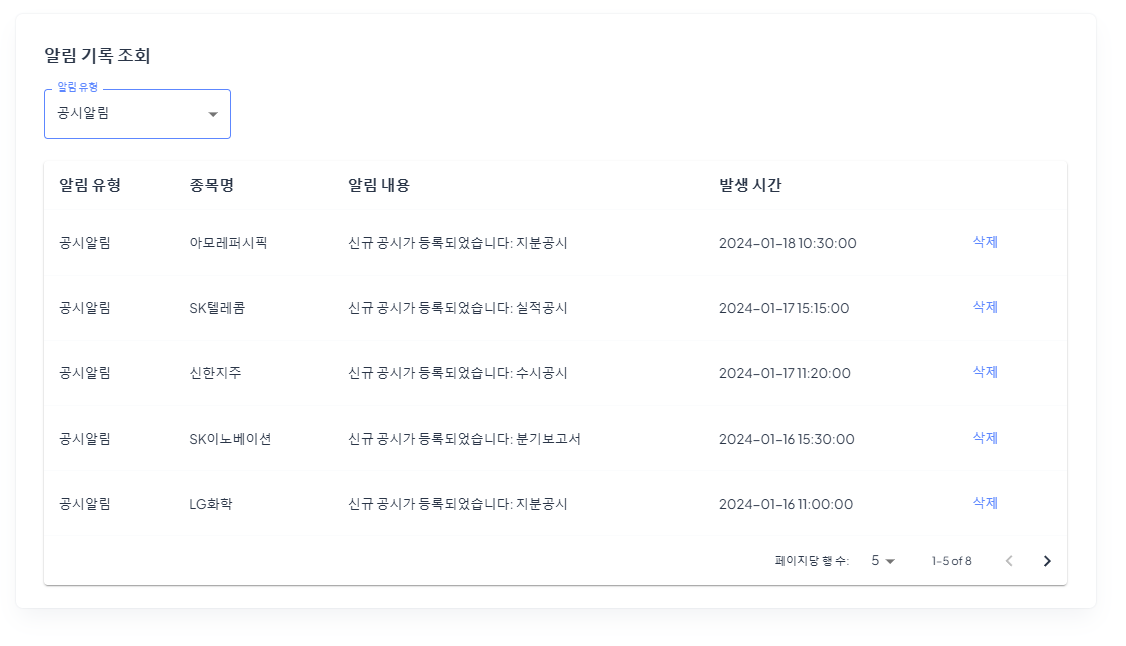 알림 기록 조회
알림 유형
공시알림
알림 유형 종목명 알림 내용 발생 시간
공시알림 아모레퍼시픽 신규 공시가 등록되었습니다: 지분공시 2024-01-18 10:30:00 삭제
공시알림 SK텔레콤 신규 공시가 등록되었습니다: 실적공시 2024-01-17 15:15:00 삭제
공시알림 신한지주 신규 공시가 등록되었습니다: 수시공시 2024-01-17 11:20:00 삭제
공시알림 SK이노베이션 신규 공시가 등록되었습니다: 분기보고서 2024-01-16 15:30:00 삭제
공시알림 LG화학 신규 공시가 등록되었습니다: 지분공시 2024-01-16 11:00:00 삭제
페이지당 행 수: 5 1-5 of 8